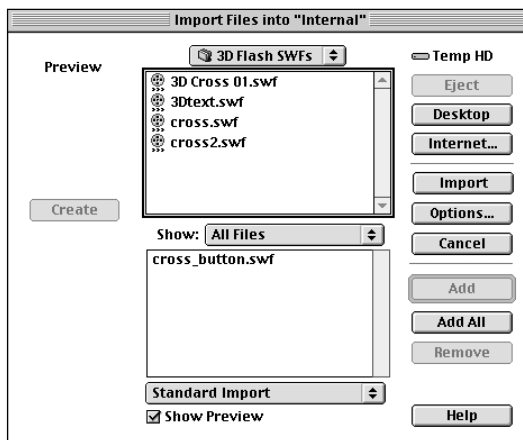 Import Files into "Internal"
Preview
3D Flash SWFs
Temp HD
3D Cross 01.swf
3Dtext.swf
cross.swf
cross2.swf
Eject
Desktop
Internet...
Create
Import
Options...
Cancel
Show: All Files
cross_button.swf
Add
Add All
Remove
Standard Import
Show Preview
Help